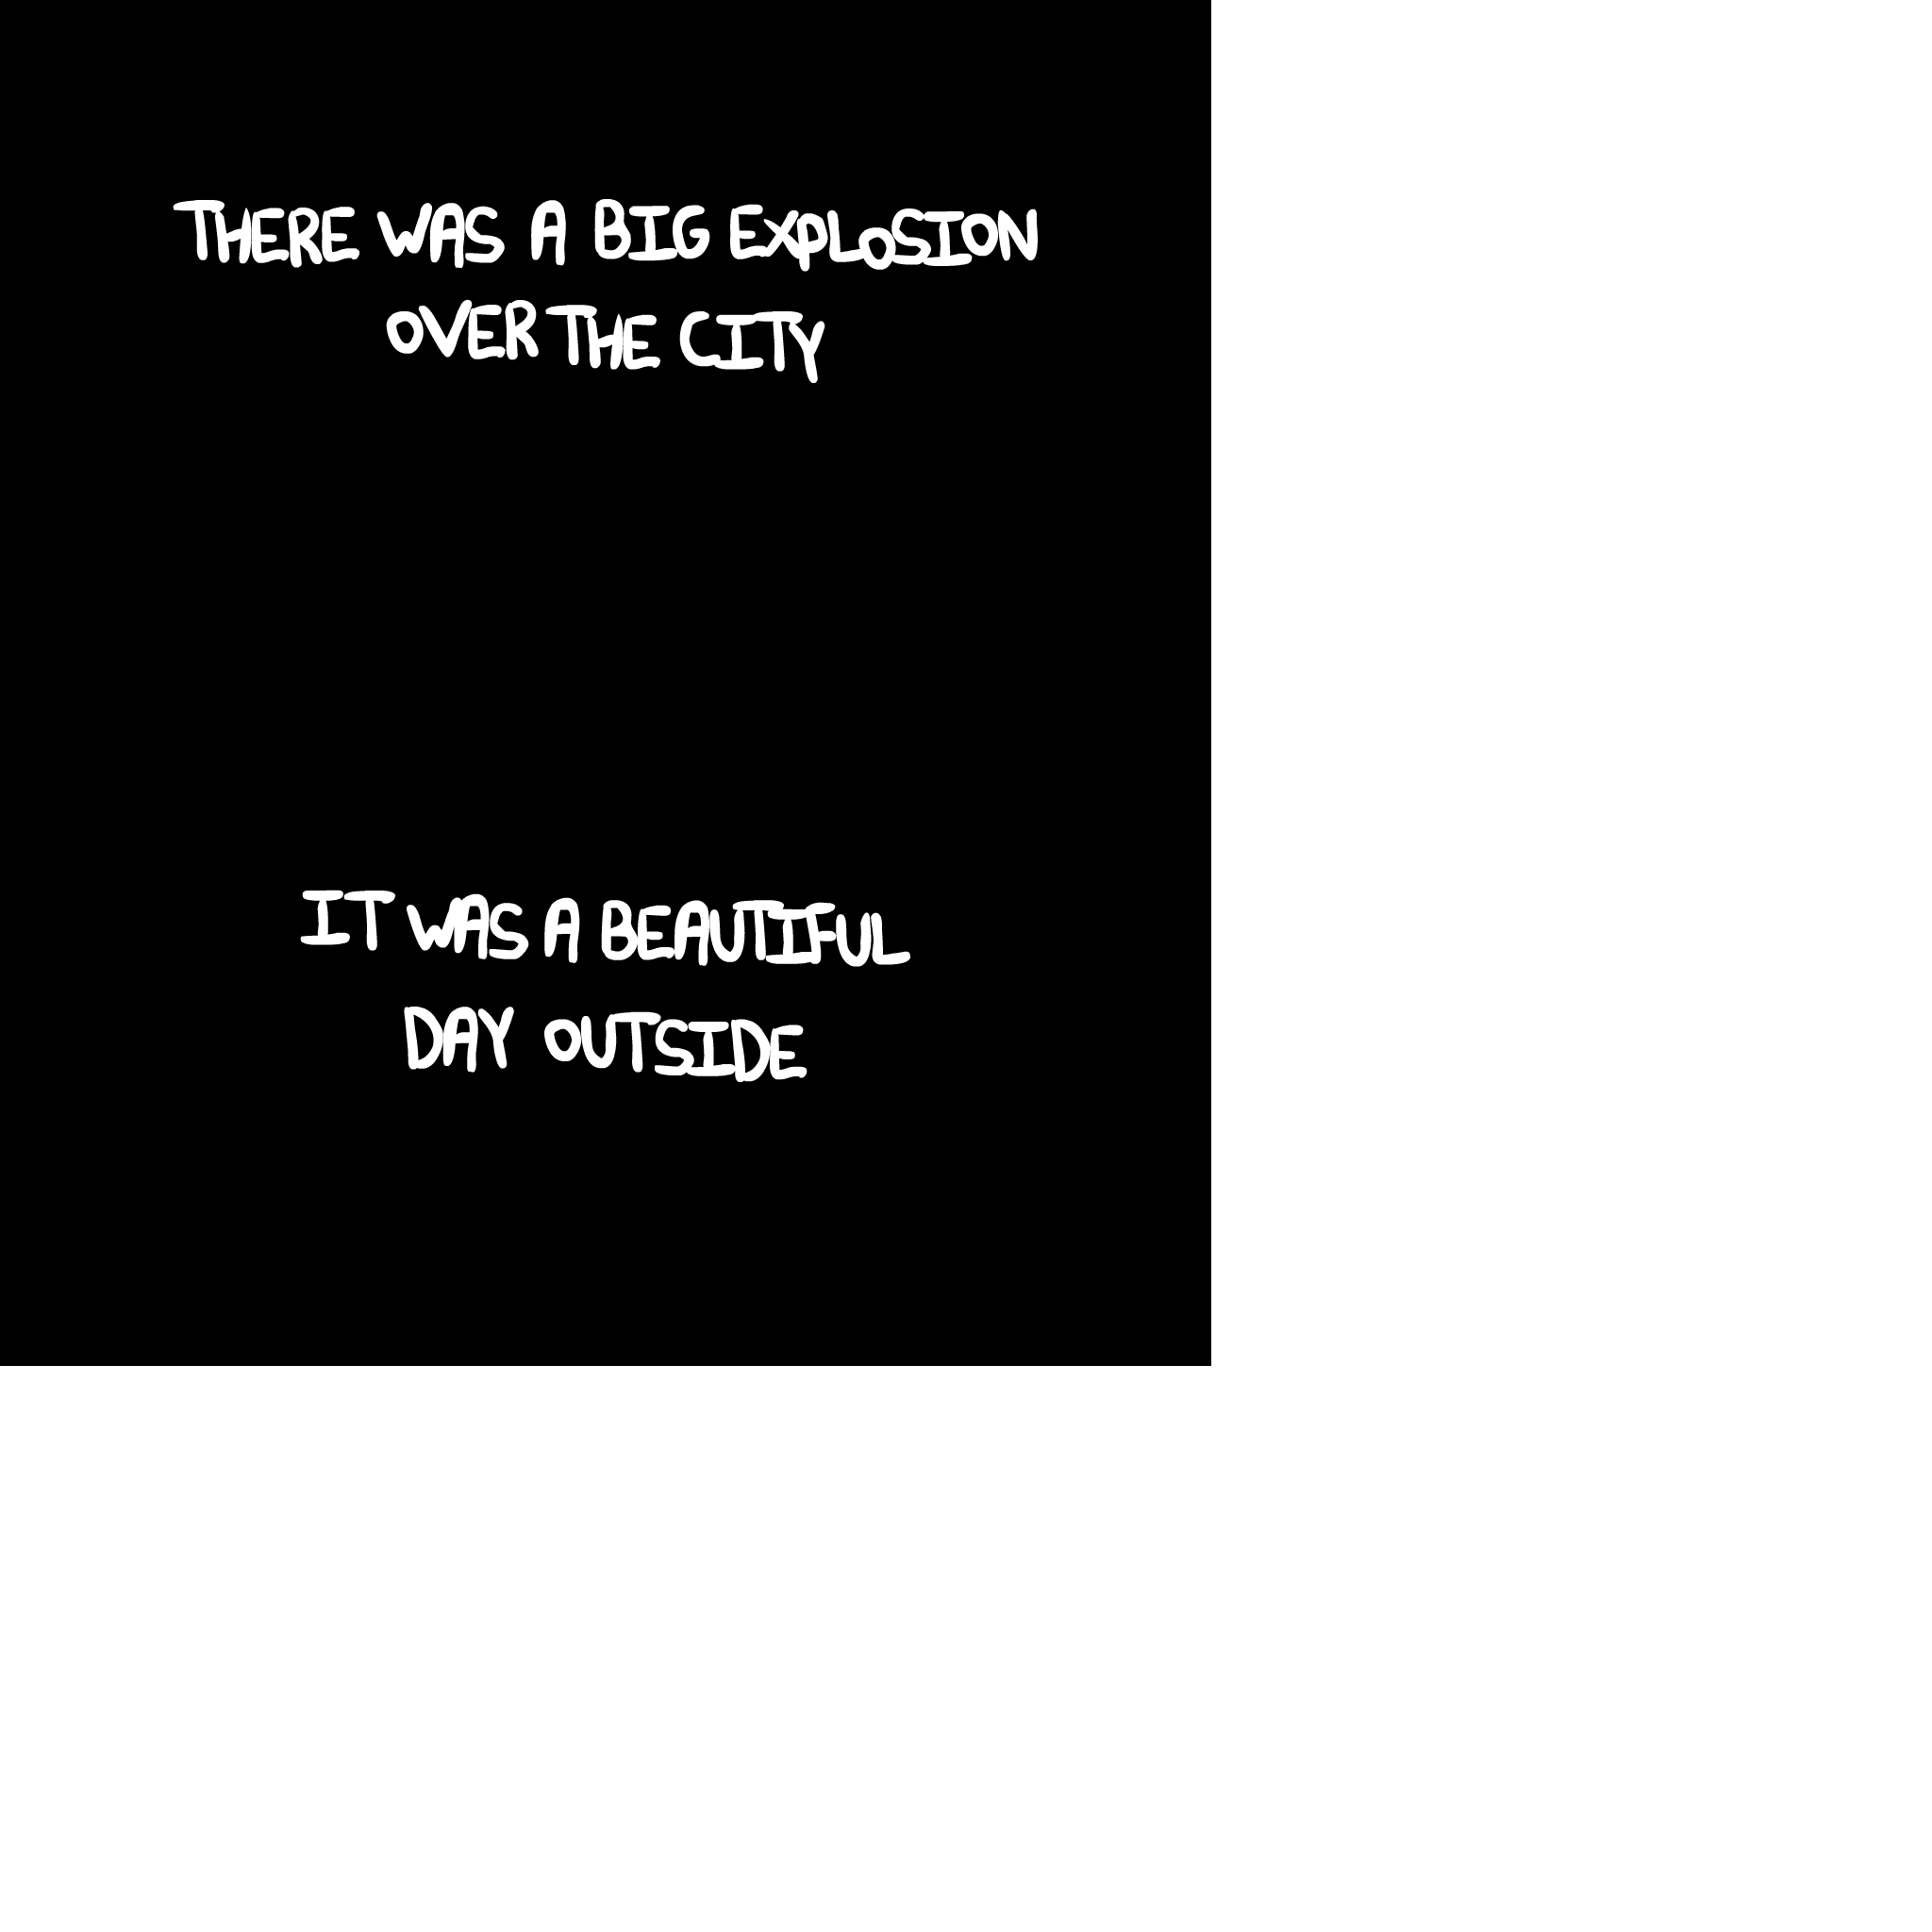 THERE WAS A BIG EXPLOSION
OVER THE CITY
IT WAS A BEAUTIFUL
DAY OUTSIDE